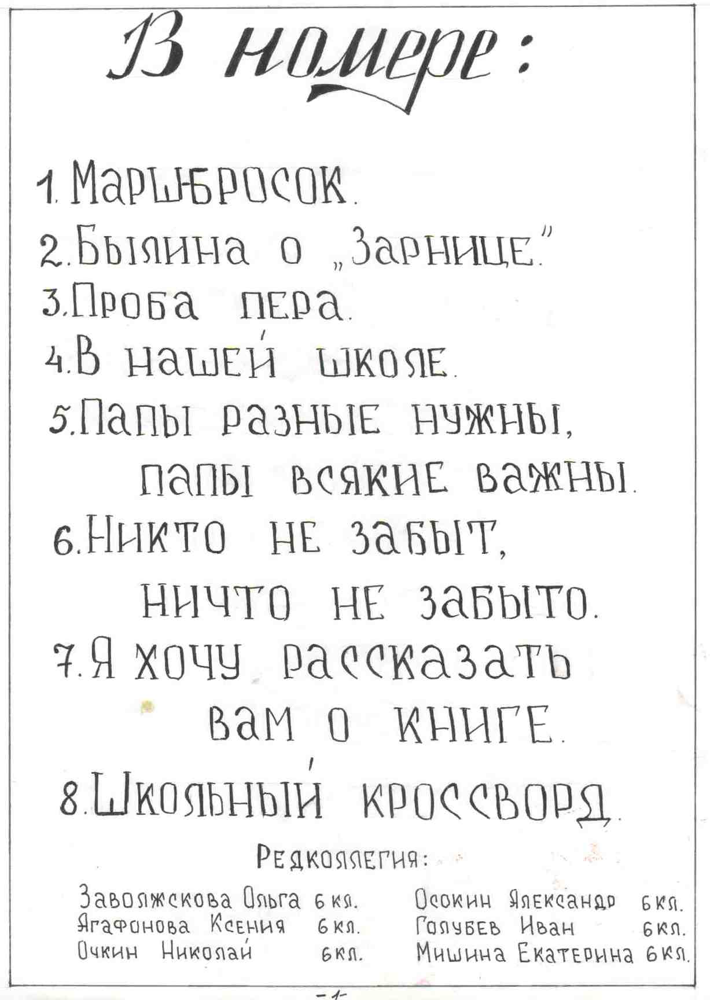 В номере:
1. Марш-бросок.
2. Былина о „Зарнице.”
3. Проба пера.
4. В нашей школе.
5. Папы разные нужны,
папы всякие важны.
6. Никто не забыт,
ничто не забыто.
7. Я хочу рассказать
вам о книге.
8. Школьный кроссворд.
Редколлегия:
Заволжскова Ольга 6 кл. Осокин Александр 6 кл.
Агафонова Ксения 6 кл. Голубев Иван 6 кл.
Очкин Николай 6 кл. Мишина Екатерина 6 кл.
-1-